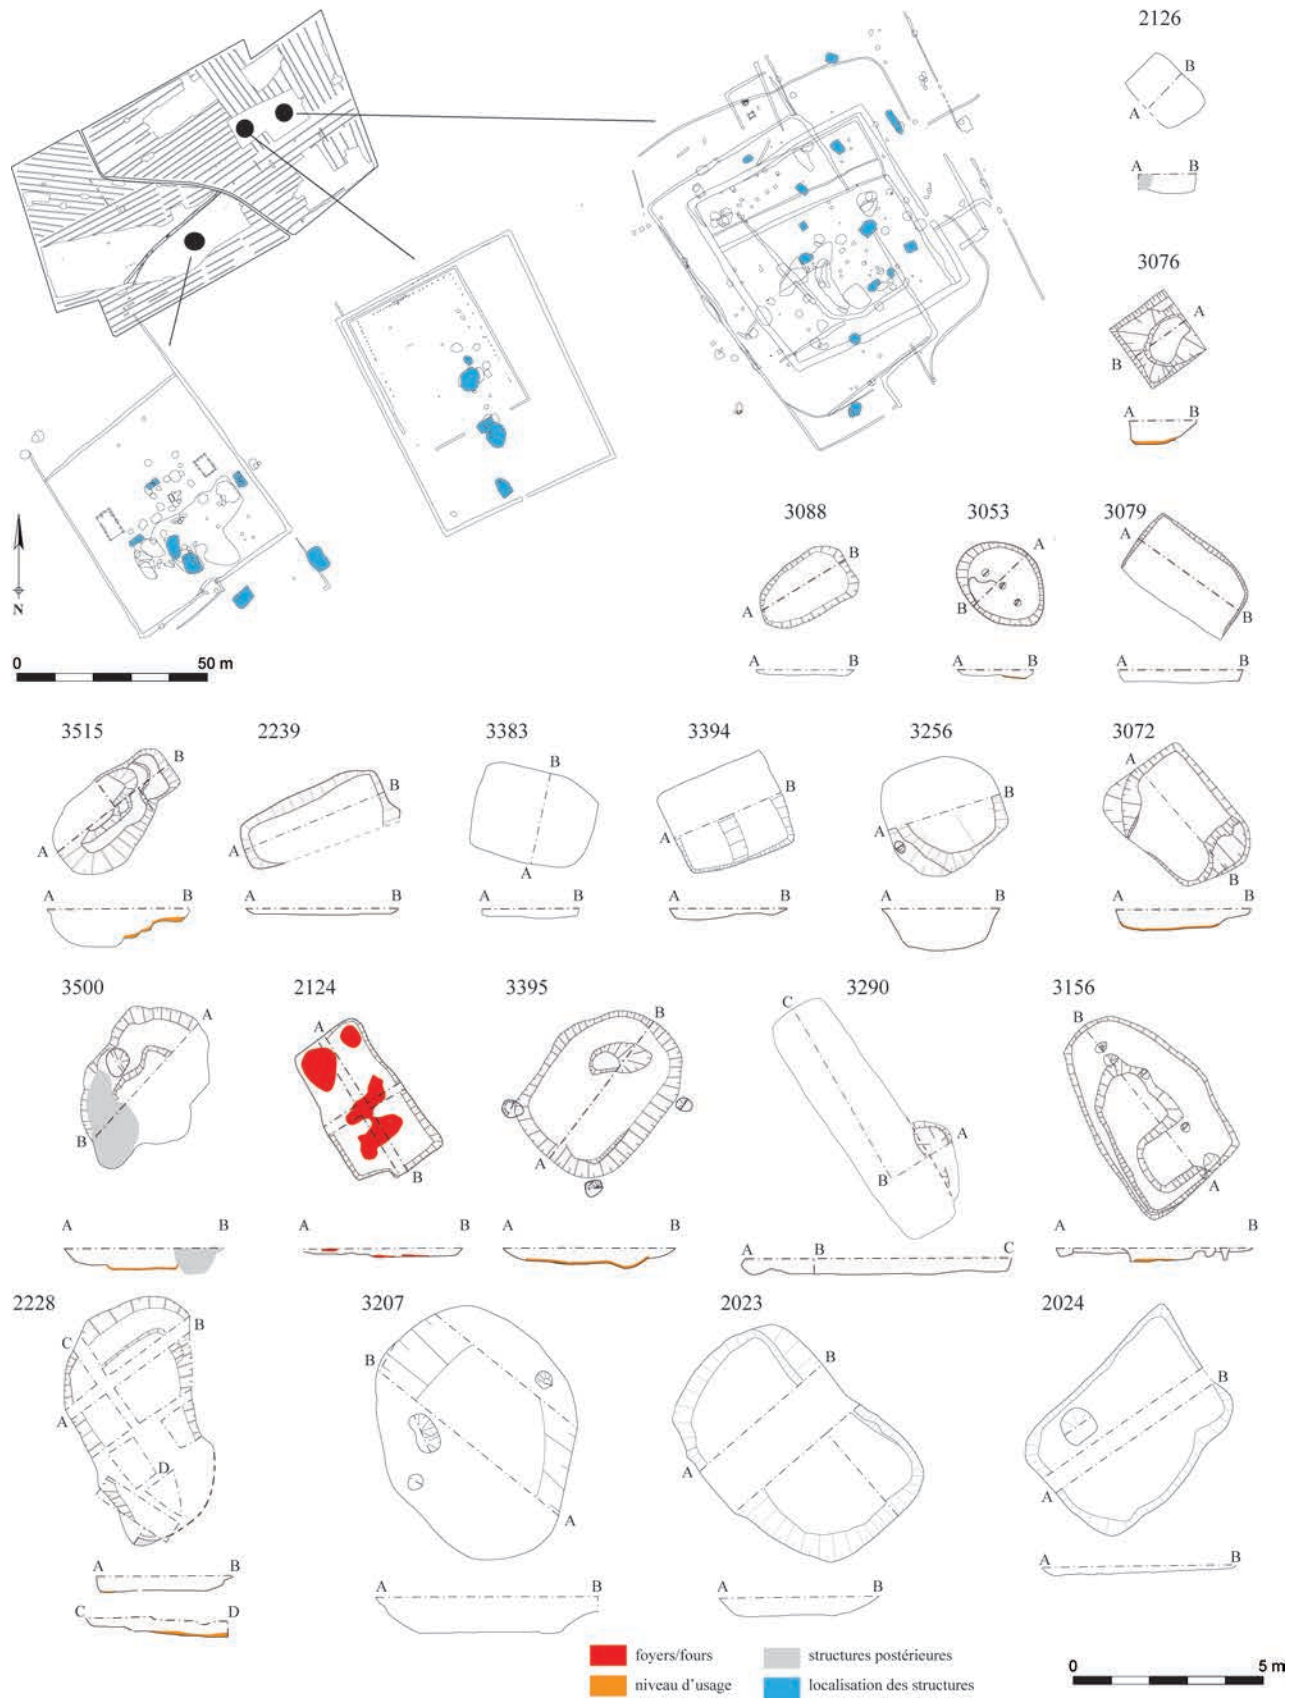 2126
A B
A B
3076
A
B
A B
N
0 50 m
3088 3053 3079
A B
A B
A B
A B
A B
A B
3515 2239 3383 3394 3256 3072
A B
A B
A B
A B
A B
A B
A B
A B
A B
A B
A B
3500 2124 3395 3290 3156
A B
A B
A B
A B C
A B
A B
A B
A B
A B C
A B
2228 3207 2023 2024
A B C D
A B
A B
A B
A B
C D
A B
A B
A B
foyers/fours
niveau d'usage
structures postérieures
localisation des structures
0 5 m